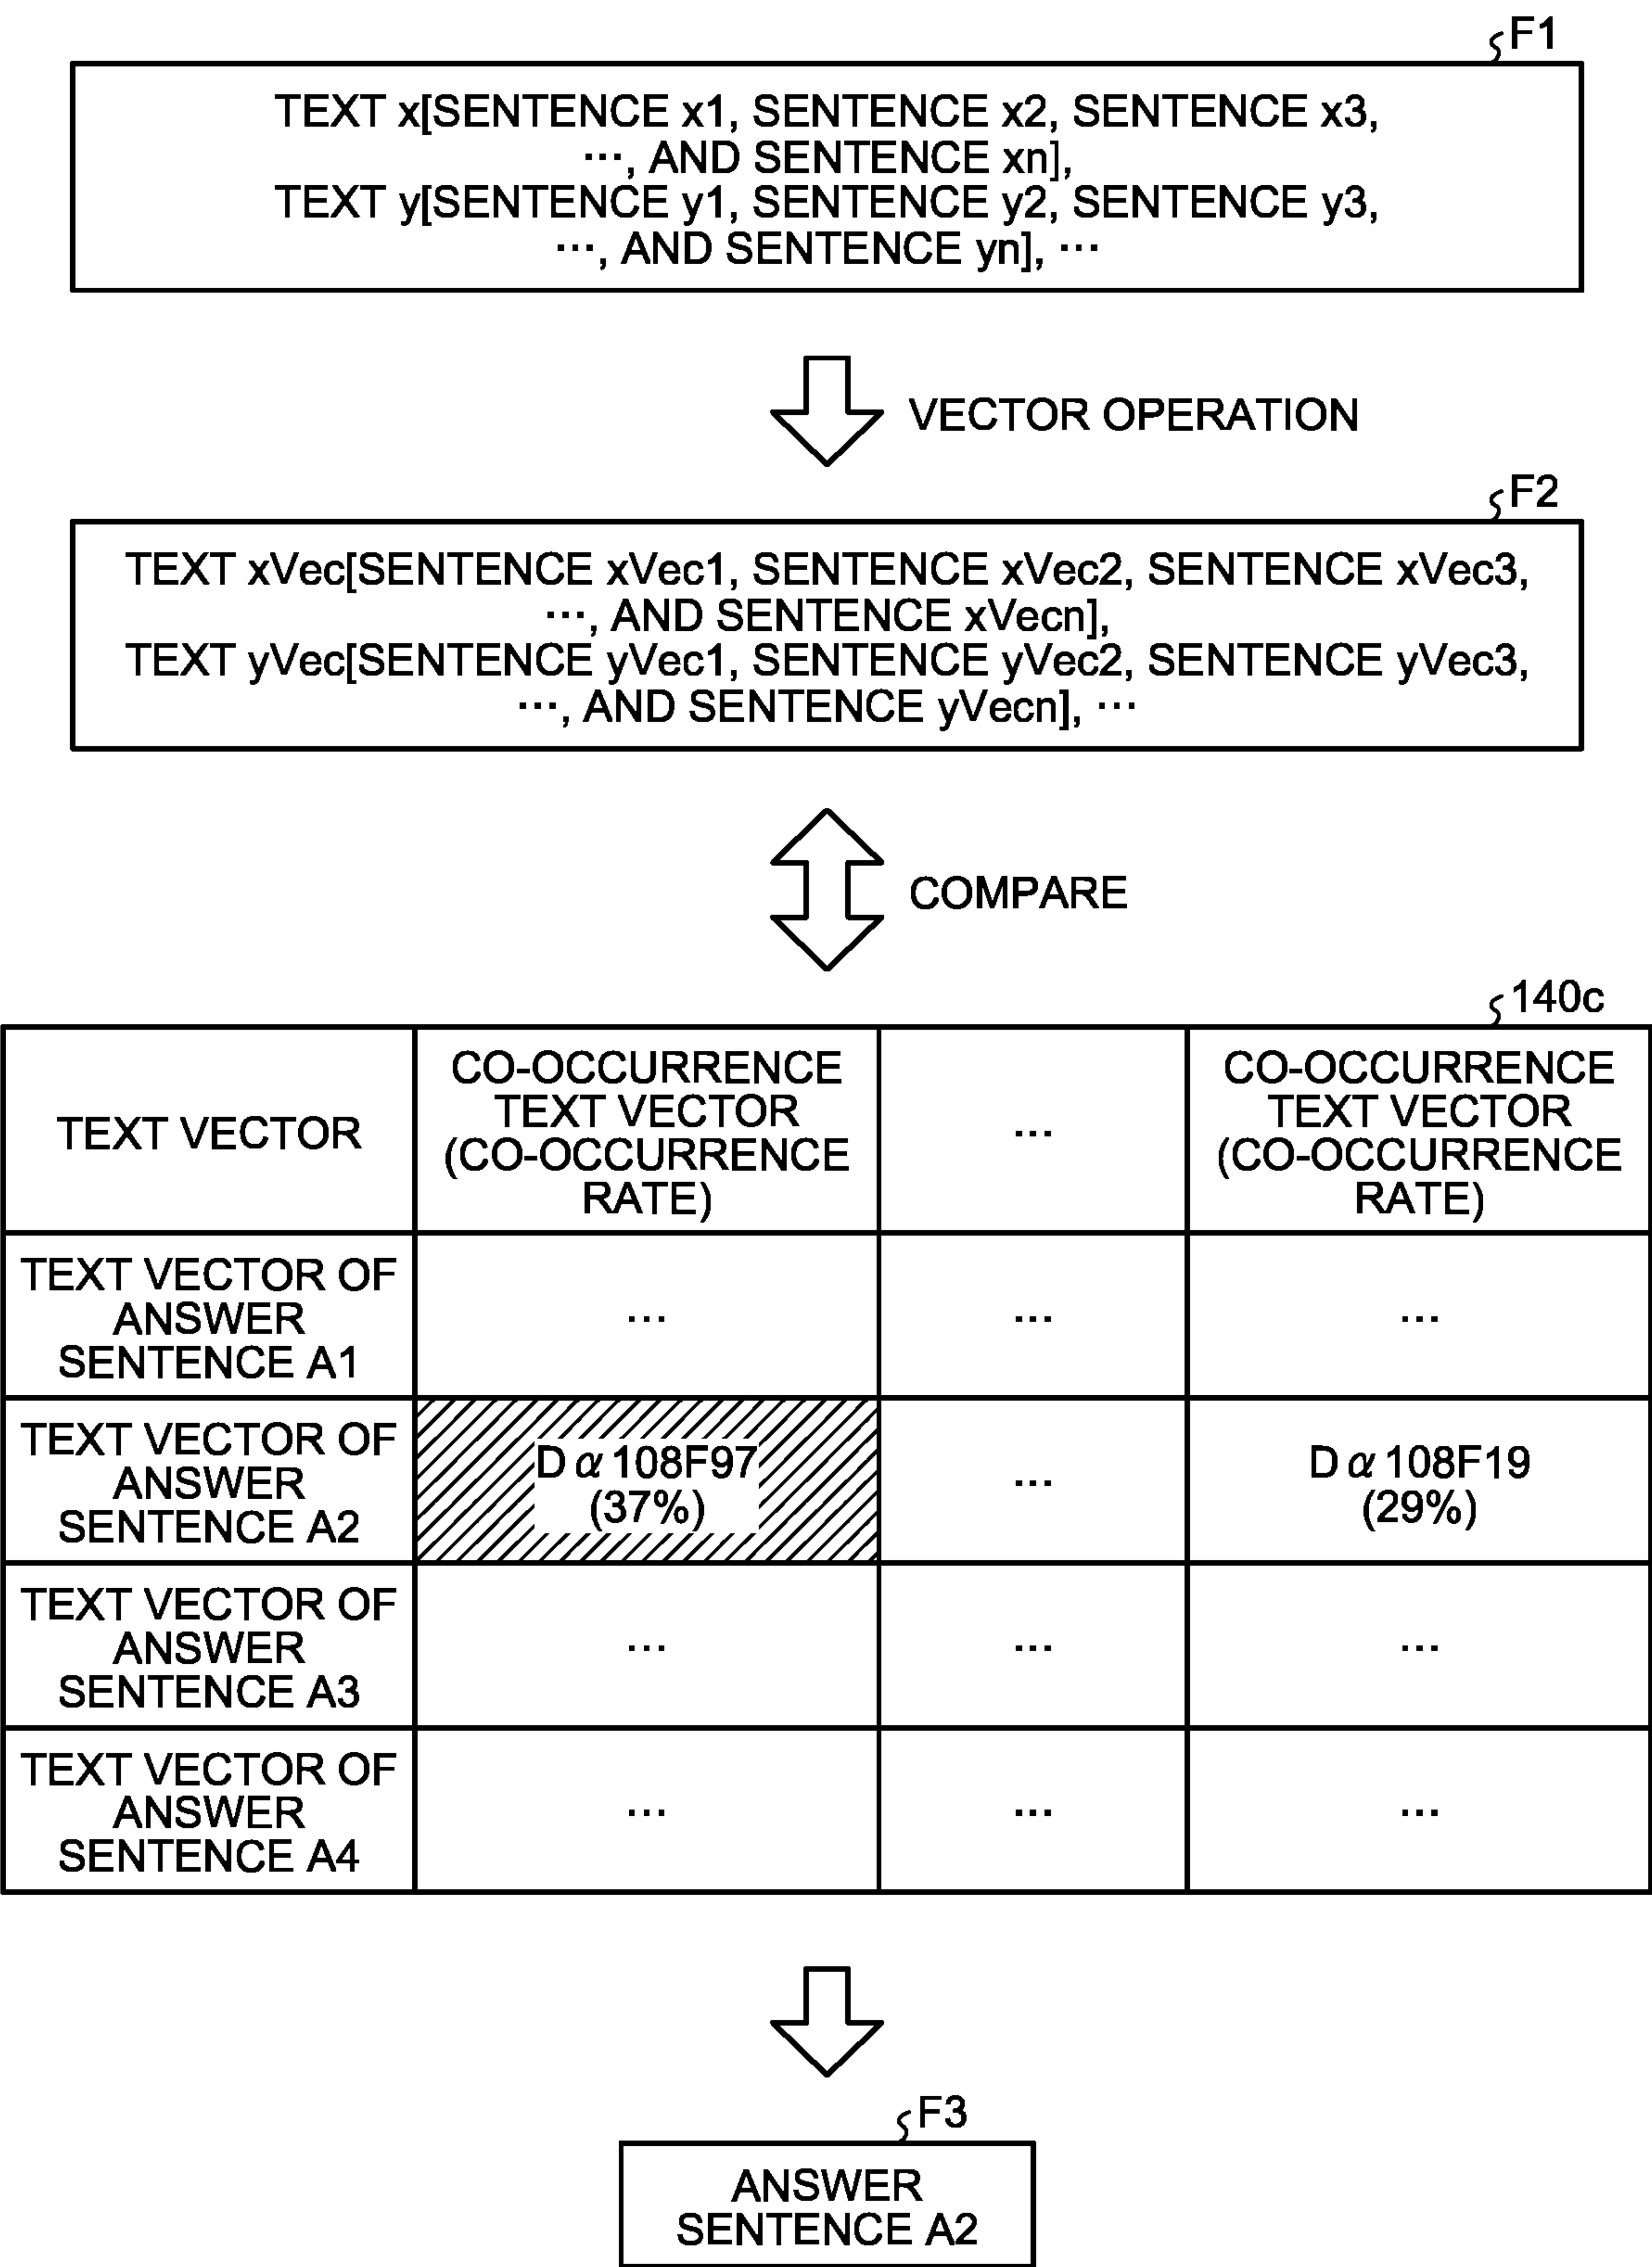 F1
TEXT x[SENTENCE x1, SENTENCE x2, SENTENCE x3,
…, AND SENTENCE xn],
TEXT y[SENTENCE y1, SENTENCE y2, SENTENCE y3,
…, AND SENTENCE yn], …
VECTOR OPERATION
F2
TEXT xVec[SENTENCE xVec1, SENTENCE xVec2, SENTENCE xVec3,
…, AND SENTENCE xVecn],
TEXT yVec[SENTENCE yVec1, SENTENCE yVec2, SENTENCE yVec3,
…, AND SENTENCE yVecn], …
COMPARE
140c
TEXT VECTOR
CO-OCCURRENCE
TEXT VECTOR
(CO-OCCURRENCE
RATE)
…
CO-OCCURRENCE
TEXT VECTOR
(CO-OCCURRENCE
RATE)
TEXT VECTOR OF
ANSWER
SENTENCE A1
…
…
…
TEXT VECTOR OF
ANSWER
SENTENCE A2
D α 108F97
(37%)
…
D α 108F19
(29%)
TEXT VECTOR OF
ANSWER
SENTENCE A3
…
…
…
TEXT VECTOR OF
ANSWER
SENTENCE A4
…
…
…
F3
ANSWER
SENTENCE A2